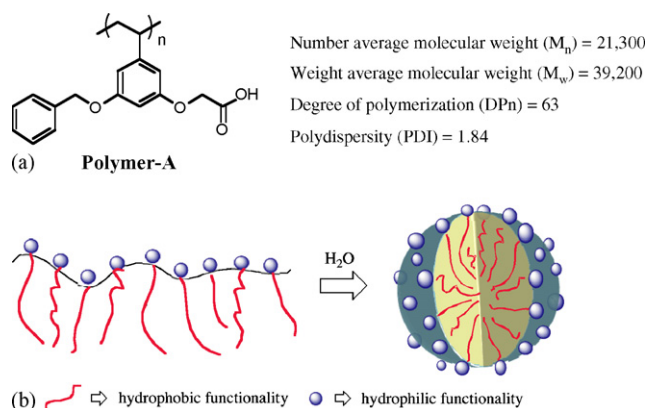 n
O
O
OH
O
Number average molecular weight (Mn) = 21,300
Weight average molecular weight (Mw) = 39,200
Degree of polymerization (DPn) = 63
Polydispersity (PDI) = 1.84
(a) Polymer-A
H2O
(b) ⇨ hydrophobic functionality ⇨ hydrophilic functionality